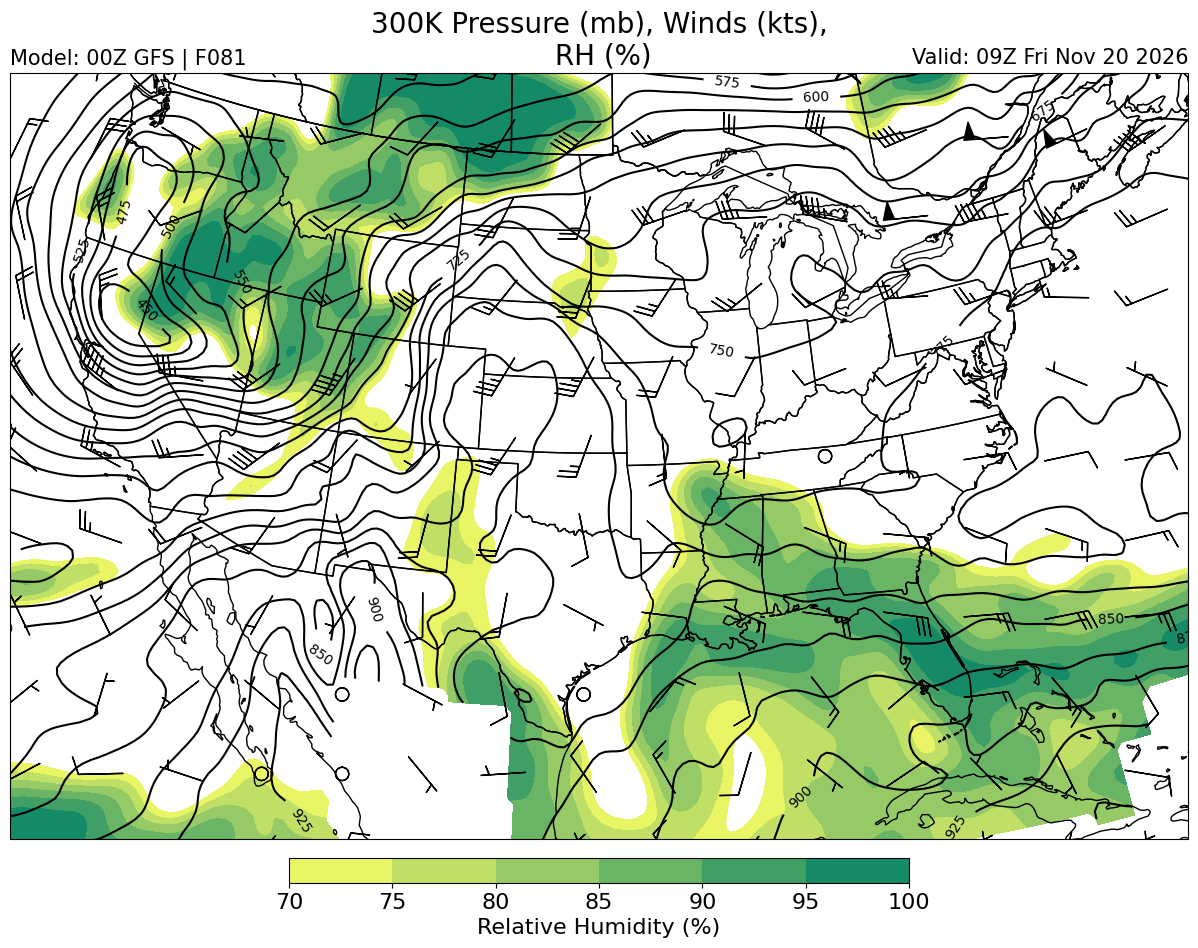 300K Pressure (mb), Winds (kts),
RH (%)
Model: 00Z GFS | F081
Valid: 09Z Fri Nov 20 2026
575
600
675
475
500
525
725
550
450
750
900
850
850
900
925
925
70 75 80 85 90 95 100
Relative Humidity (%)